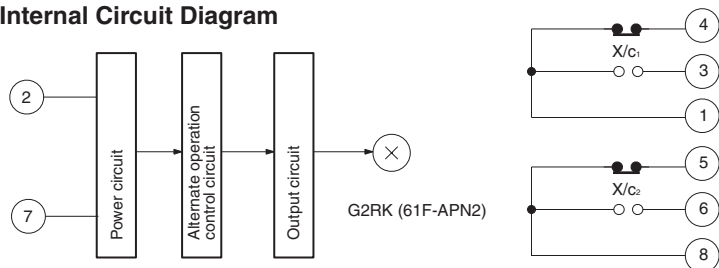 Internal Circuit Diagram
2
7
Power circuit
Alternate operation
control circuit
Output circuit
X
G2RK (61F-APN2)
4
X/c₁
3
1
5
X/c₂
6
8